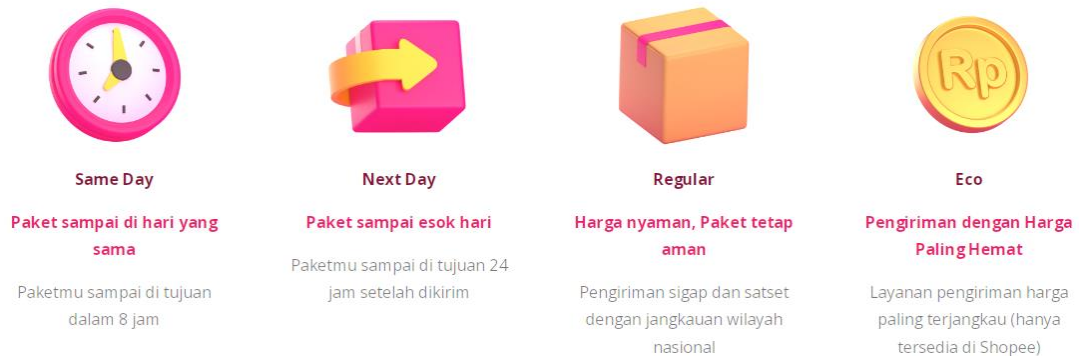 Rp
Same Day
Paket sampai di hari yang
sama
Paketmu sampai di tujuan
dalam 8 jam
Next Day
Paket sampai esok hari
Paketmu sampai di tujuan 24
jam setelah dikirim
Regular
Harga nyaman, Paket tetap
aman
Pengiriman sigap dan satset
dengan jangkauan wilayah
nasional
Eco
Pengiriman dengan Harga
Paling Hemat
Layanan pengiriman harga
paling terjangkau (hanya
tersedia di Shopee)